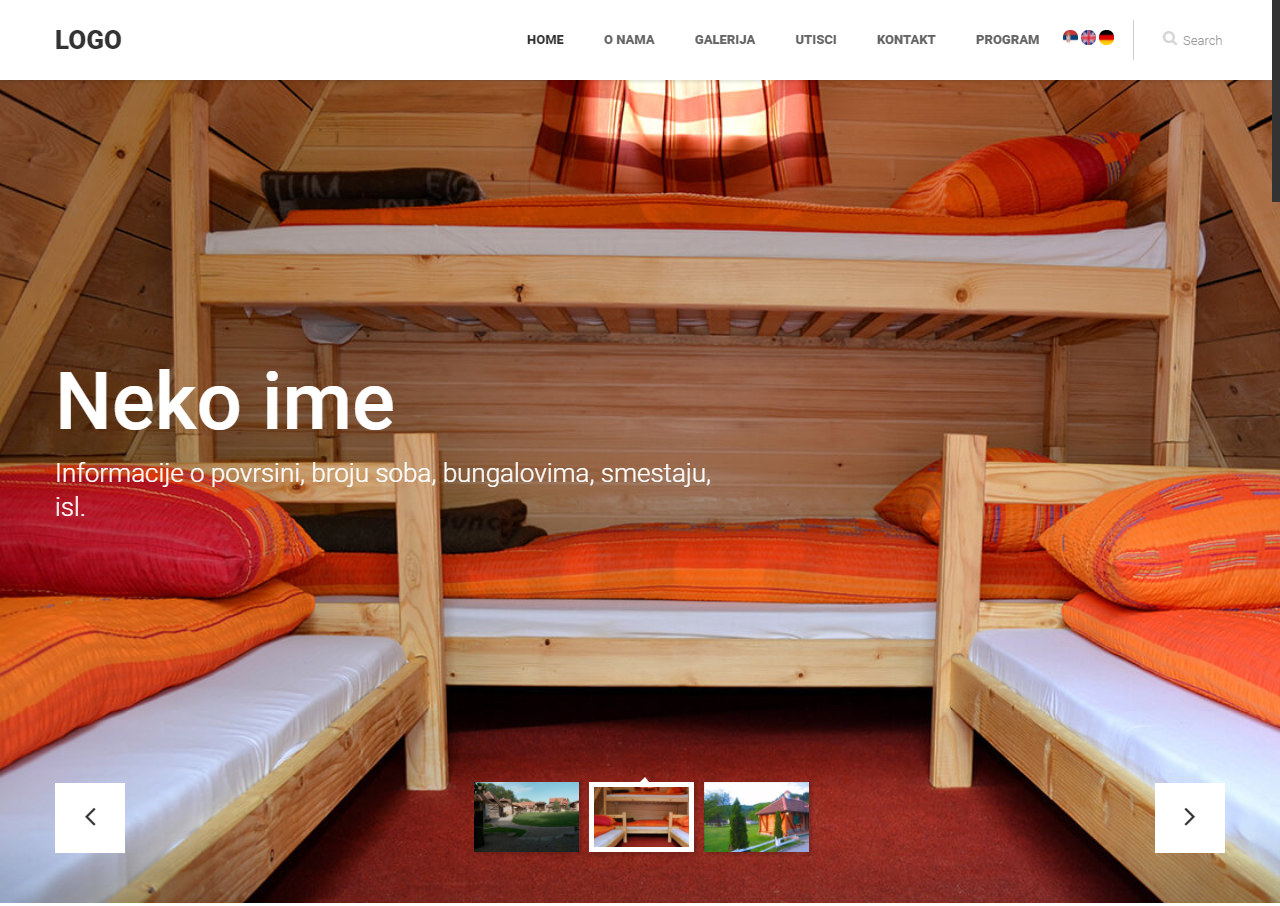 LOGO
HOME O NAMA GALERIJA UTISCI KONTAKT PROGRAM Search
Neko ime
Informacije o povrsini, broju soba, bungalovima, smestaju,
isl.